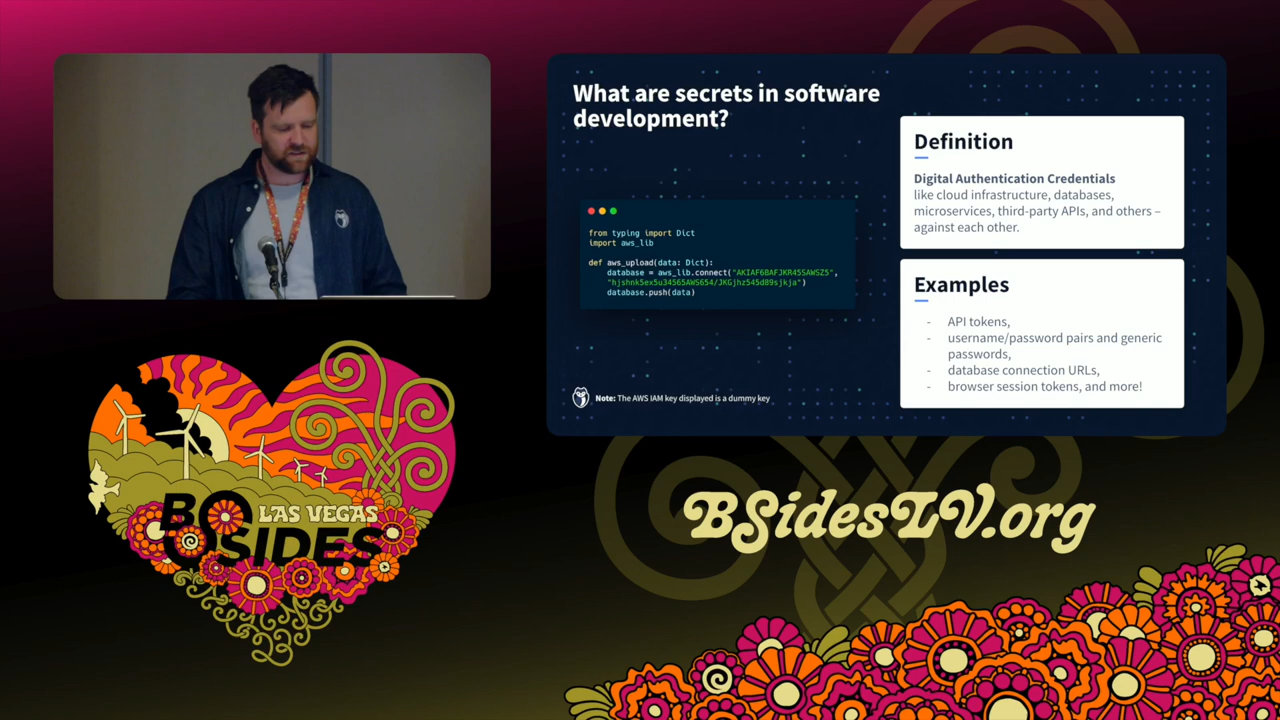 What are secrets in software
development?
from typing import Dict
import aws_lib
def aws_upload(data: Dict):
database = aws_lib.connect("AKIAF6BAFJKR45SAWSZ5",
"hjshnk5ex5u34565AWS654/JKGjhz545d89sjkja")
database.push(data)
Note: The AWS IAM key displayed is a dummy key
Definition
Digital Authentication Credentials
like cloud infrastructure, databases,
microservices, third-party APIs, and others –
against each other.
Examples
- API tokens,
- username/password pairs and generic
passwords,
- database connection URLs,
- browser session tokens, and more!
BSIDES
LAS VEGAS
BSidesLV.org